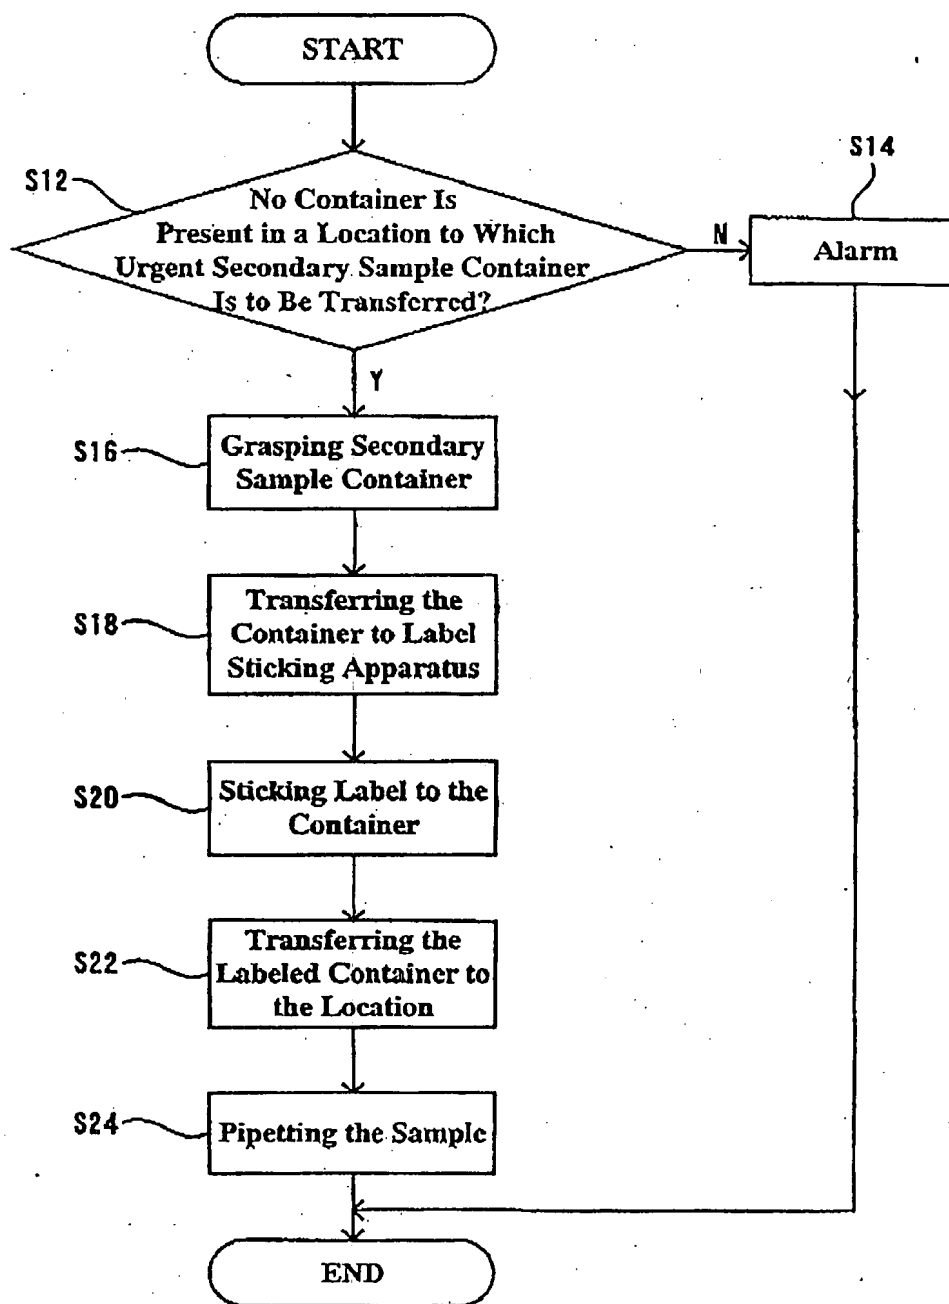 START
S12
No Container Is
Present in a Location to Which
Urgent Secondary Sample Container
Is to Be Transferred?
N
S14
Alarm
Y
S16
Grasping Secondary
Sample Container
S18
Transferring the
Container to Label
Sticking Apparatus
S20
Sticking Label to the
Container
S22
Transferring the
Labeled Container to
the Location
S24
Pipetting the Sample
END